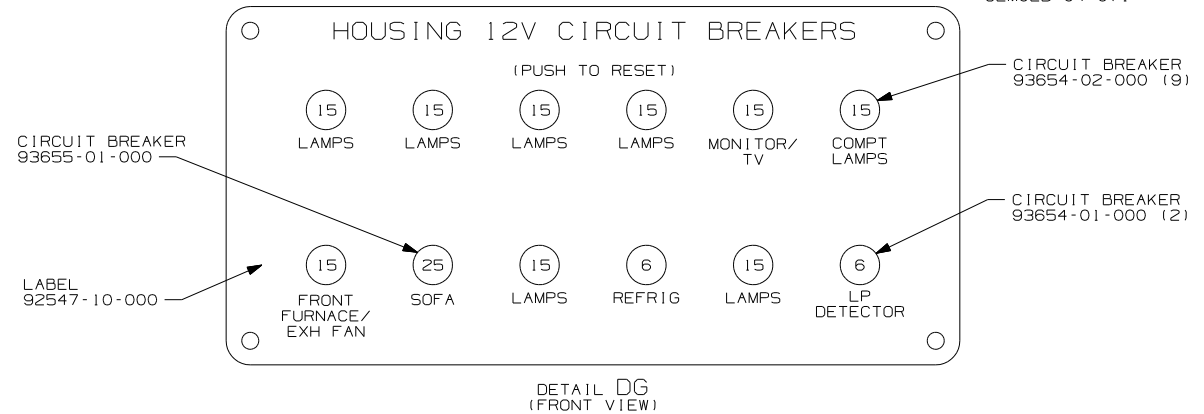 HOUSING 12V CIRCUIT BREAKERS
(PUSH TO RESET)
15 15 15 15 15 15
LAMPS LAMPS LAMPS LAMPS MONITOR/
TV COMPT
LAMPS
CIRCUIT BREAKER
93654-02-000 (9)
CIRCUIT BREAKER
93655-01-000
CIRCUIT BREAKER
93654-01-000 (2)
15 25 15 6 15 6
FRONT
FURNACE/
EXH FAN
SOFA
LAMPS
REFRIG
LAMPS
LP
DETECTOR
LABEL
92547-10-000
DETAIL DG
(FRONT VIEW)